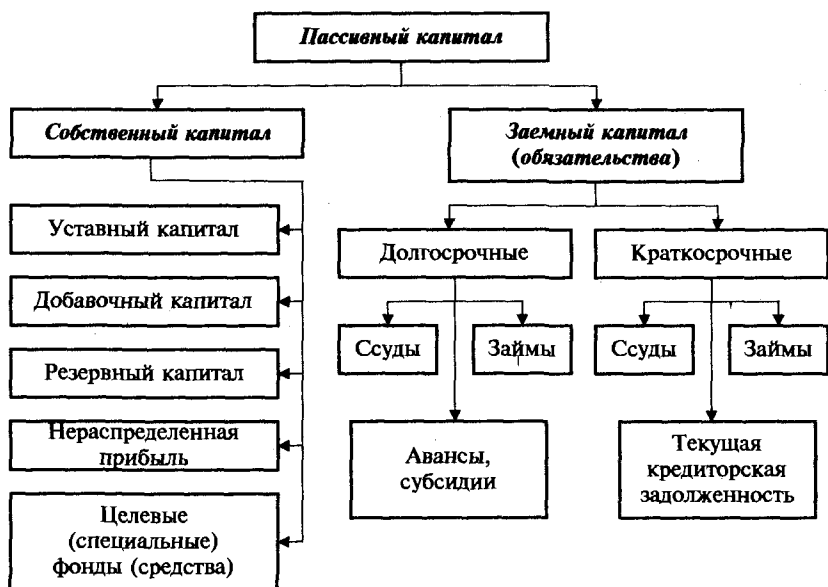 Пассивный капитал
Собственный капитал
Заемный капитал
(обязательства)
Уставный капитал
Добавочный капитал
Резервный капитал
Нераспределенная
прибыль
Целевые
(специальные)
фонды (средства)
Долгосрочные
Краткосрочные
Ссуды
Займы
Ссуды
Займы
Авансы,
субсидии
Текущая
кредиторская
задолженность